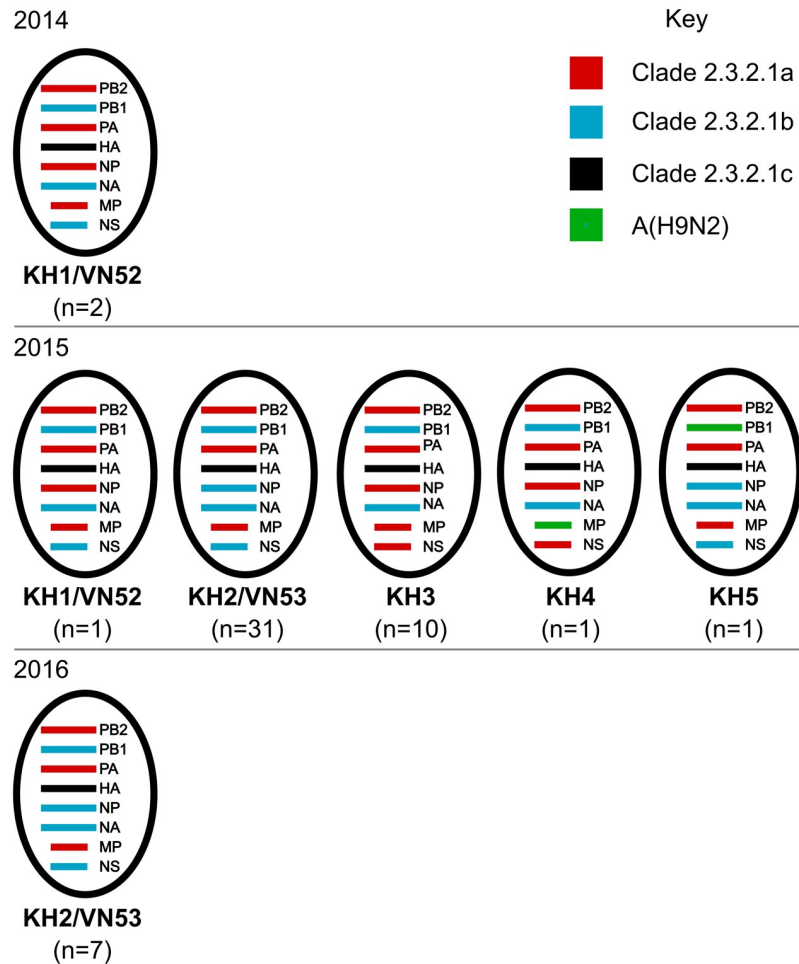 2014
Key
Clade 2.3.2.1a
Clade 2.3.2.1b
Clade 2.3.2.1c
A(H9N2)
PB2
PB1
PA
HA
NP
NA
MP
NS
KH1/VN52
(n=2)
2015
PB2
PB1
PA
HA
NP
NA
MP
NS
KH1/VN52
(n=1)
PB2
PB1
PA
HA
NP
NA
MP
NS
KH2/VN53
(n=31)
PB2
PB1
PA
HA
NP
NA
MP
NS
KH3
(n=10)
PB2
PB1
PA
HA
NP
NA
MP
NS
KH4
(n=1)
PB2
PB1
PA
HA
NP
NA
MP
NS
KH5
(n=1)
2016
PB2
PB1
PA
HA
NP
NA
MP
NS
KH2/VN53
(n=7)